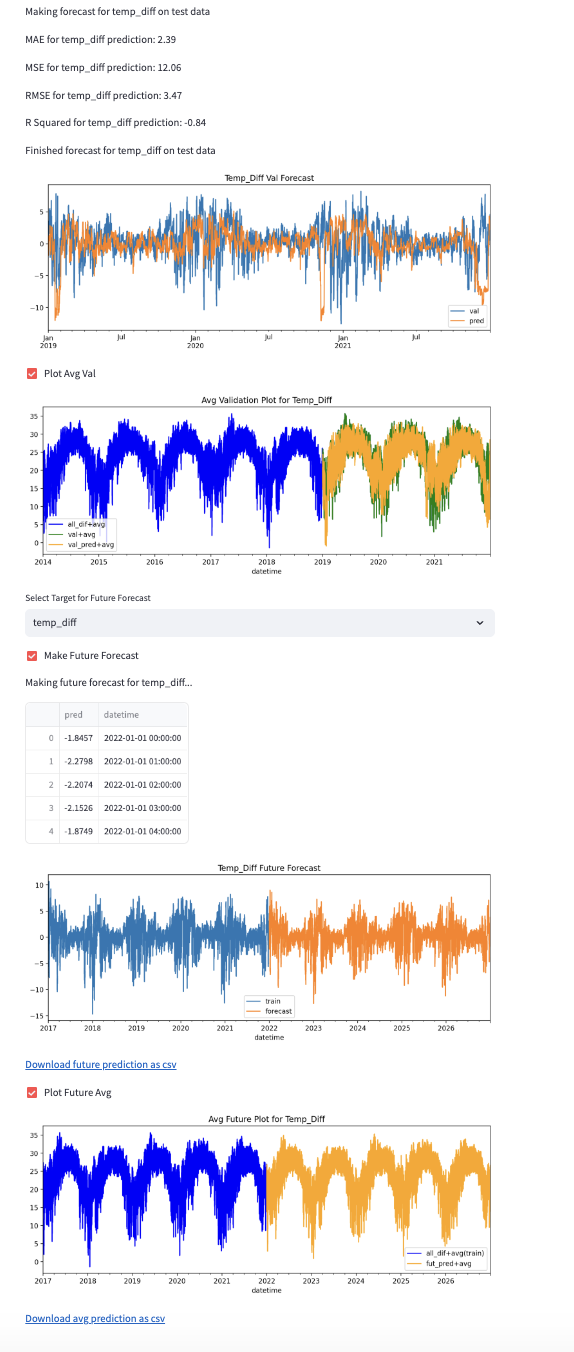 Making forecast for temp_diff on test data
MAE for temp_diff prediction: 2.39
MSE for temp_diff prediction: 12.06
RMSE for temp_diff prediction: 3.47
R Squared for temp_diff prediction: -0.84
Finished forecast for temp_diff on test data
Temp_Diff Val Forecast
5
0
−5
−10
val
pred
Jan Jul Jan Jul Jan Jul
2019 2020 2021
Plot Avg Val
Avg Validation Plot for Temp_Diff
35
30
25
20
15
10
5
0
all_dif+avg
val+avg
val_pred+avg
2014 2015 2016 2017 2018 2019 2020 2021
datetime
Select Target for Future Forecast
temp_diff
Make Future Forecast
Making future forecast for temp_diff...
pred datetime
0 -1.8457 2022-01-01 00:00:00
1 -2.2798 2022-01-01 01:00:00
2 -2.2074 2022-01-01 02:00:00
3 -2.1526 2022-01-01 03:00:00
4 -1.8749 2022-01-01 04:00:00
Temp_Diff Future Forecast
10
5
0
−5
−10
−15
train
forecast
2017 2018 2019 2020 2021 2022 2023 2024 2025 2026
datetime
Download future prediction as csv
Plot Future Avg
Avg Future Plot for Temp_Diff
35
30
25
20
15
10
5
0
all_dif+avg(train)
fut_pred+avg
2017 2018 2019 2020 2021 2022 2023 2024 2025 2026
datetime
Download avg prediction as csv